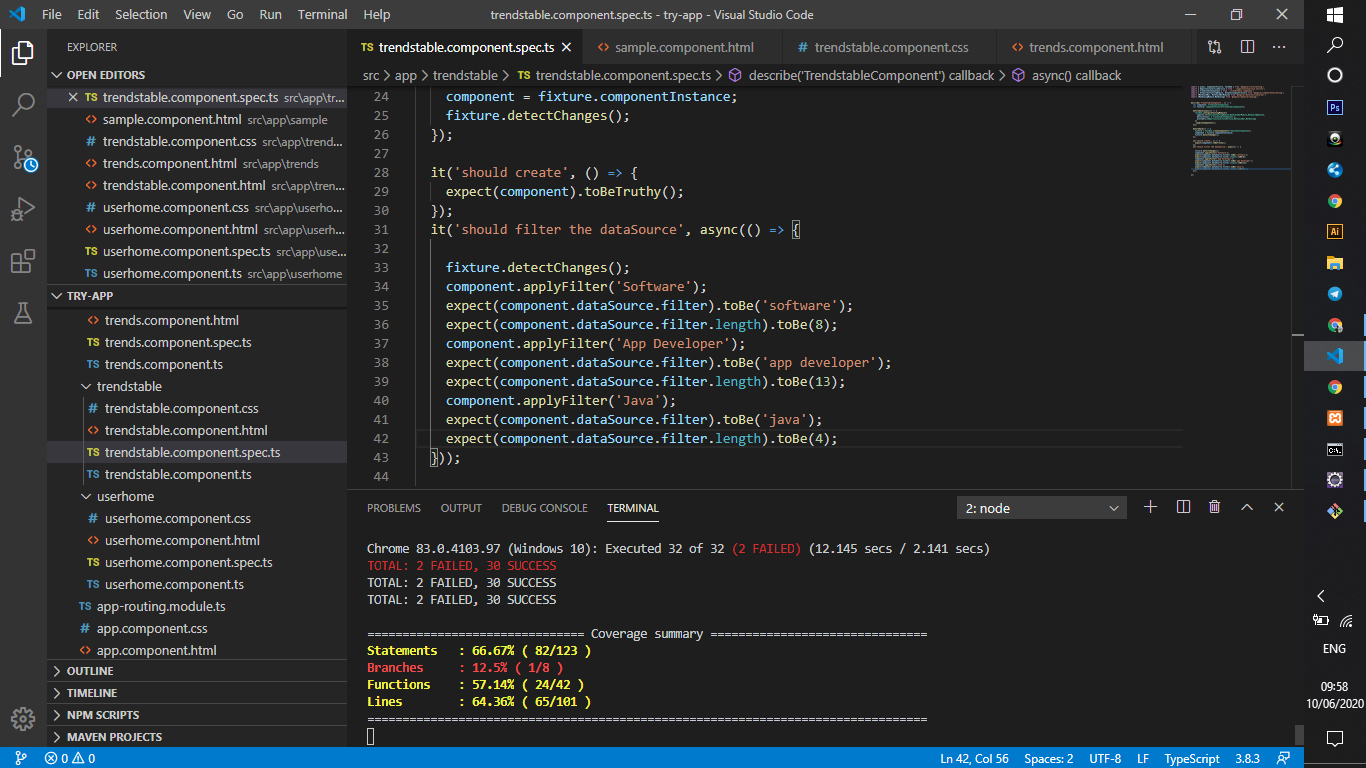 File Edit Selection View Go Run Terminal Help
trendstable.component.spec.ts - try-app - Visual Studio Code
EXPLORER
OPEN EDITORS
TS trendstable.component.spec.ts src\app\tr...
<> sample.component.html src\app\sample
# trendstable.component.css src\app\trend...
<> trends.component.html src\app\trends
<> trendstable.component.html src\app\tren...
# userhome.component.css src\app\userho...
<> userhome.component.html src\app\userh...
TS userhome.component.spec.ts src\app\use...
TS userhome.component.ts src\app\userhome
TRY-APP
<> trends.component.html
TS trends.component.spec.ts
TS trends.component.ts
trendstable
# trendstable.component.css
<> trendstable.component.html
TS trendstable.component.spec.ts
TS trendstable.component.ts
userhome
# userhome.component.css
<> userhome.component.html
TS userhome.component.spec.ts
TS userhome.component.ts
TS app-routing.module.ts
# app.component.css
<> app.component.html
OUTLINE
TIMELINE
NPM SCRIPTS
MAVEN PROJECTS
TS trendstable.component.spec.ts
<> sample.component.html
# trendstable.component.css
<> trends.component.html
src > app > trendstable > TS trendstable.component.spec.ts > describe('TrendstableComponent') callback > async() callback
24 component = fixture.componentInstance;
25 fixture.detectChanges();
26 });
27
28 it('should create', () => {
29 expect(component).toBeTruthy();
30 });
31 it('should filter the dataSource', async(() => {
32
33 fixture.detectChanges();
34 component.applyFilter('Software');
35 expect(component.dataSource.filter).toBe('software');
36 expect(component.dataSource.filter.length).toBe(8);
37 component.applyFilter('App Developer');
38 expect(component.dataSource.filter).toBe('app developer');
39 expect(component.dataSource.filter.length).toBe(13);
40 component.applyFilter('Java');
41 expect(component.dataSource.filter).toBe('java');
42 expect(component.dataSource.filter.length).toBe(4);
43 }));
44
PROBLEMS OUTPUT DEBUG CONSOLE TERMINAL
2: node
Chrome 83.0.4103.97 (Windows 10): Executed 32 of 32 (2 FAILED) (12.145 secs / 2.141 secs)
TOTAL: 2 FAILED, 30 SUCCESS
TOTAL: 2 FAILED, 30 SUCCESS
TOTAL: 2 FAILED, 30 SUCCESS
=============================== Coverage summary ===============================
Statements : 66.67% ( 82/123 )
Branches : 12.5% ( 1/8 )
Functions : 57.14% ( 24/42 )
Lines : 64.36% ( 65/101 )
================================================================================
0 0
Ln 42, Col 56 Spaces: 2 UTF-8 LF TypeScript 3.8.3
Ps
Ai
ENG
09:58
10/06/2020